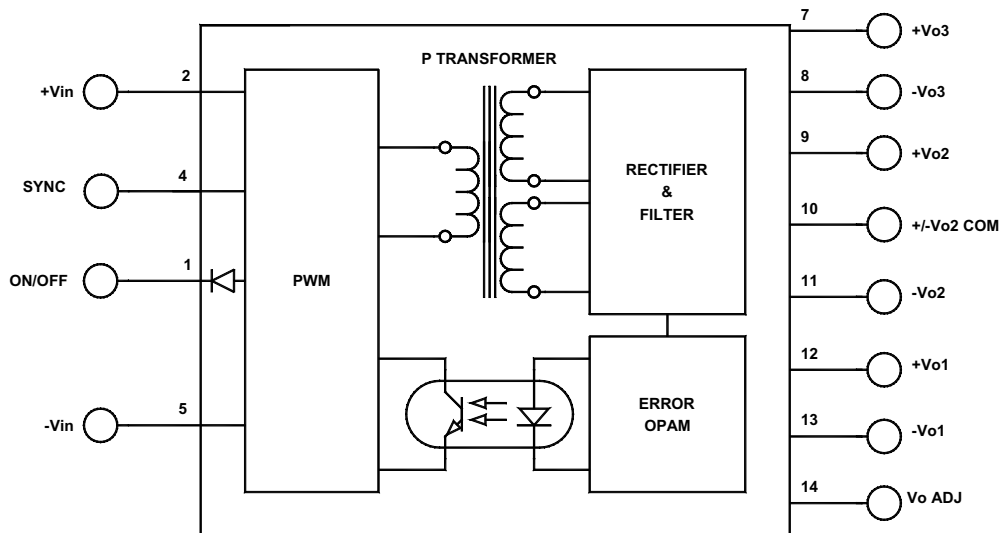 7
+Vo3
P TRANSFORMER
2
+Vin
8
-Vo3
9
+Vo2
4
SYNC
RECTIFIER
&
FILTER
10
+/-Vo2 COM
1
ON/OFF
PWM
11
-Vo2
12
+Vo1
5
-Vin
ERROR
OPAM
13
-Vo1
14
Vo ADJ